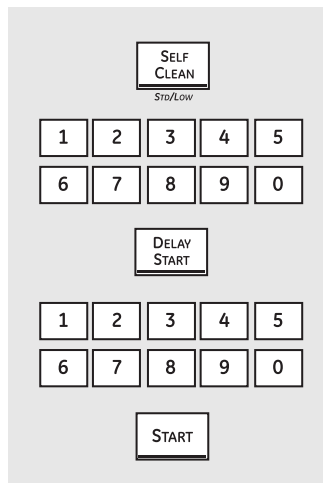 SELF
CLEAN
STD/LOW
1 2 3 4 5
6 7 8 9 0
DELAY
START
1 2 3 4 5
6 7 8 9 0
START